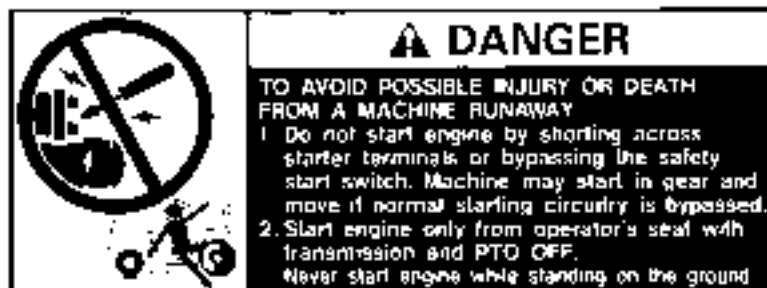 DANGER
TO AVOID POSSIBLE INJURY OR DEATH
FROM A MACHINE RUNAWAY
1 Do not start engine by shorting across
starter terminals or bypassing the safety
start switch. Machine may start in gear and
move if normal starting circuitry is bypassed.
2. Start engine only from operator's seat with
transmission and PTO OFF.
Never start engine while standing on the ground